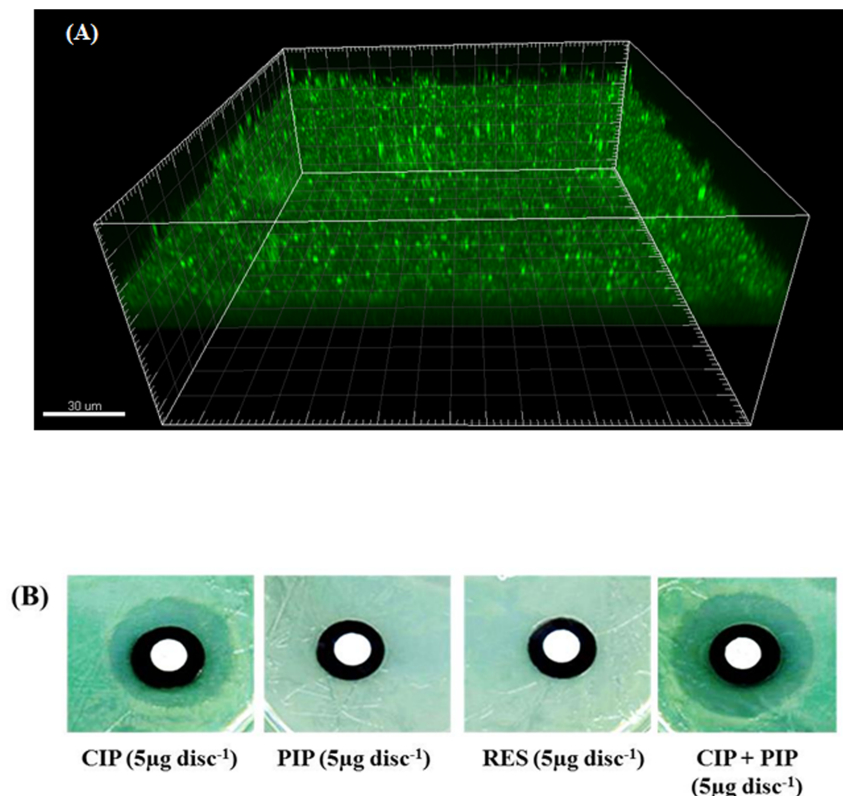 (A)
30 um
(B)
CIP (5µg disc⁻¹)
PIP (5µg disc⁻¹)
RES (5µg disc⁻¹)
CIP + PIP
(5µg disc⁻¹)